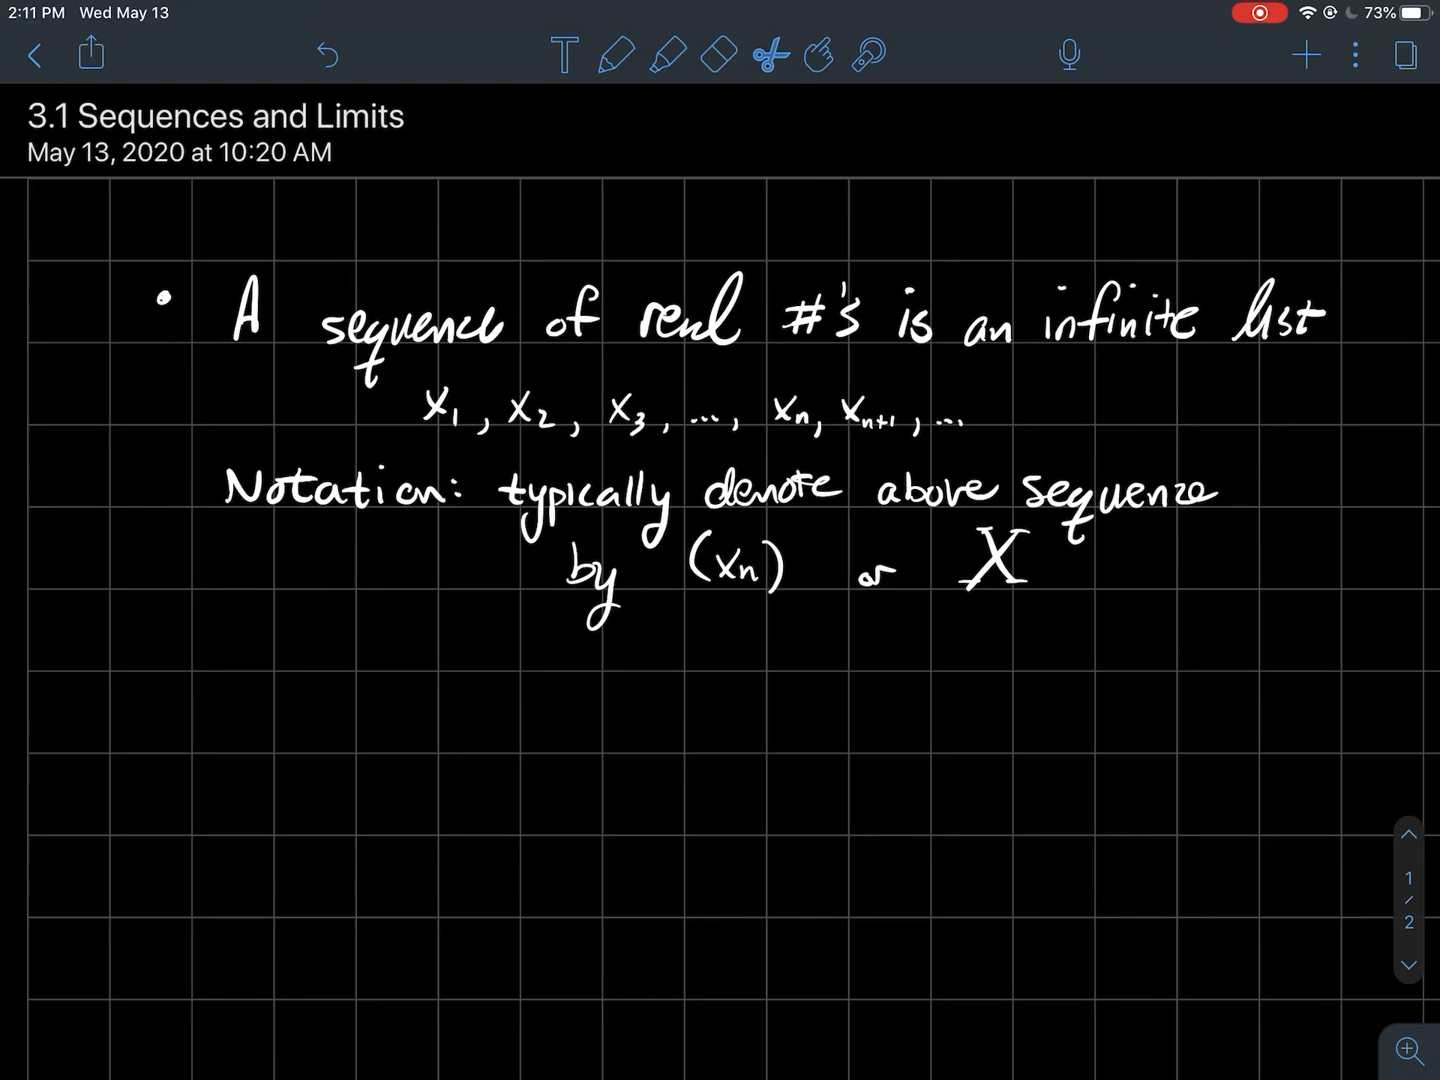 2:11 PM Wed May 13
73%
T
3.1 Sequences and Limits
May 13, 2020 at 10:20 AM
• A sequence of real #'s is an infinite list
x₁, x₂, x₃, ..., xₙ, xₙ₊₁, ...
Notation: typically denote above sequence
by (xₙ) or X
1
/
2